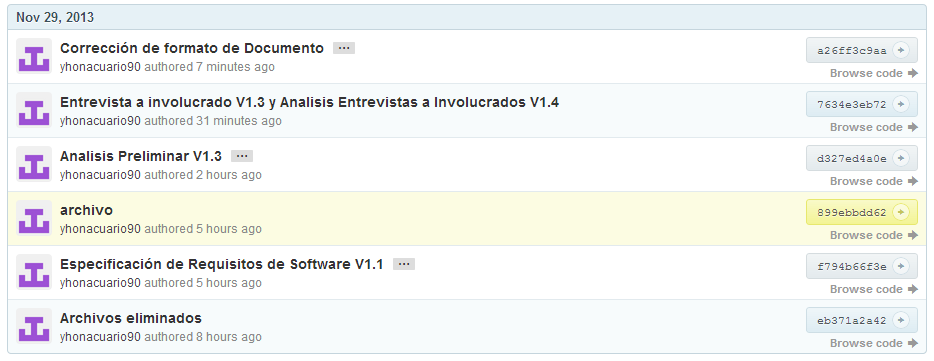 Nov 29, 2013
Corrección de formato de Documento ...
a26ff3c9aa
yhonacuario90 authored 7 minutes ago
Browse code
Entrevista a involucrado V1.3 y Analisis Entrevistas a Involucrados V1.4
7634e3eb72
yhonacuario90 authored 31 minutes ago
Browse code
Analisis Preliminar V1.3 ...
d327ed4a0e
yhonacuario90 authored 2 hours ago
Browse code
archivo
899ebbdd62
yhonacuario90 authored 5 hours ago
Browse code
Especificación de Requisitos de Software V1.1 ...
f794b66f3e
yhonacuario90 authored 5 hours ago
Browse code
Archivos eliminados
eb371a2a42
yhonacuario90 authored 8 hours ago
Browse code